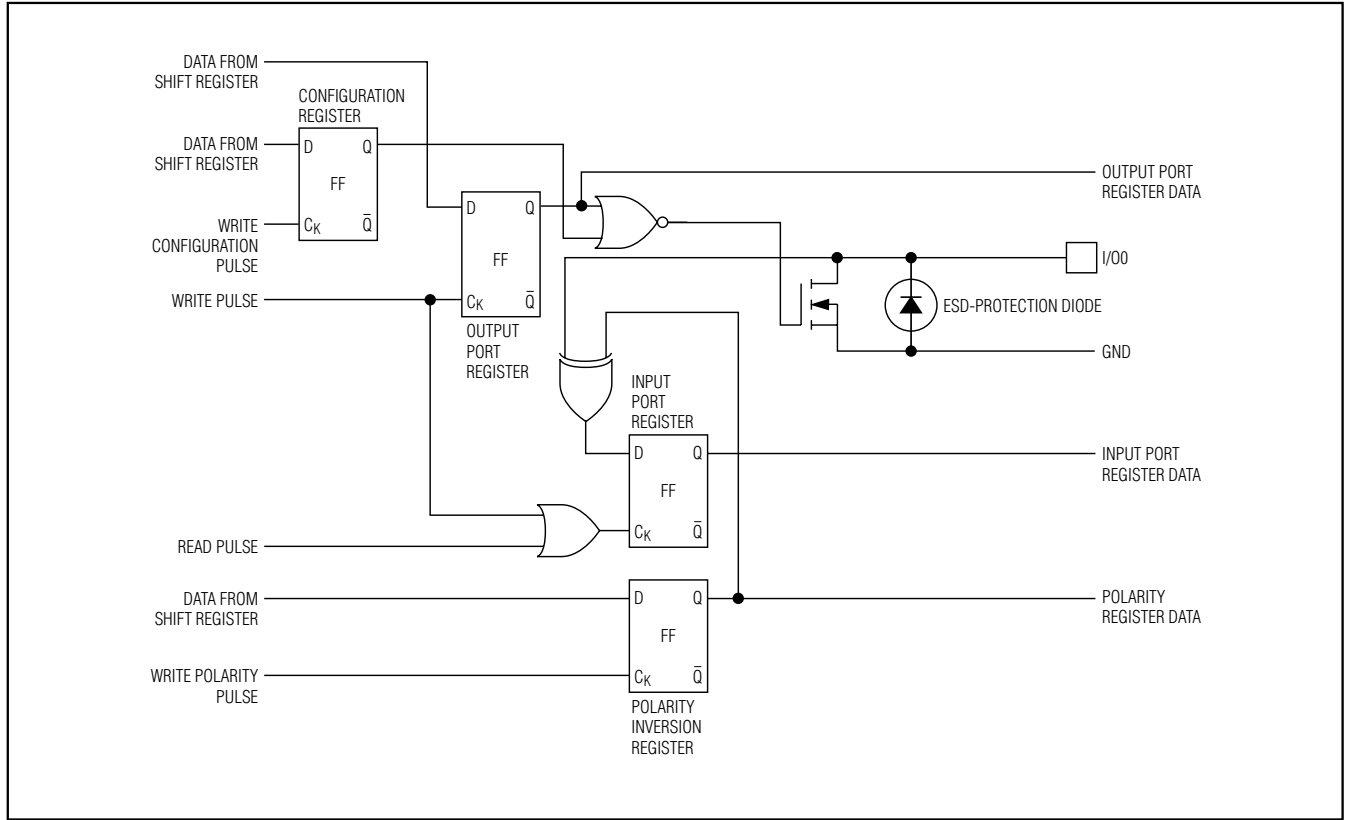 DATA FROM
SHIFT REGISTER
CONFIGURATION
REGISTER
DATA FROM
SHIFT REGISTER
D
Q
FF
WRITE
CONFIGURATION
PULSE
CK
Q̅
OUTPUT PORT
REGISTER DATA
D
Q
FF
WRITE PULSE
CK
Q̅
OUTPUT
PORT
REGISTER
I/O0
ESD-PROTECTION DIODE
GND
INPUT
PORT
REGISTER
D
Q
FF
CK
Q̅
INPUT PORT
REGISTER DATA
READ PULSE
DATA FROM
SHIFT REGISTER
D
Q
FF
POLARITY
REGISTER DATA
WRITE POLARITY
PULSE
CK
Q̅
POLARITY
INVERSION
REGISTER